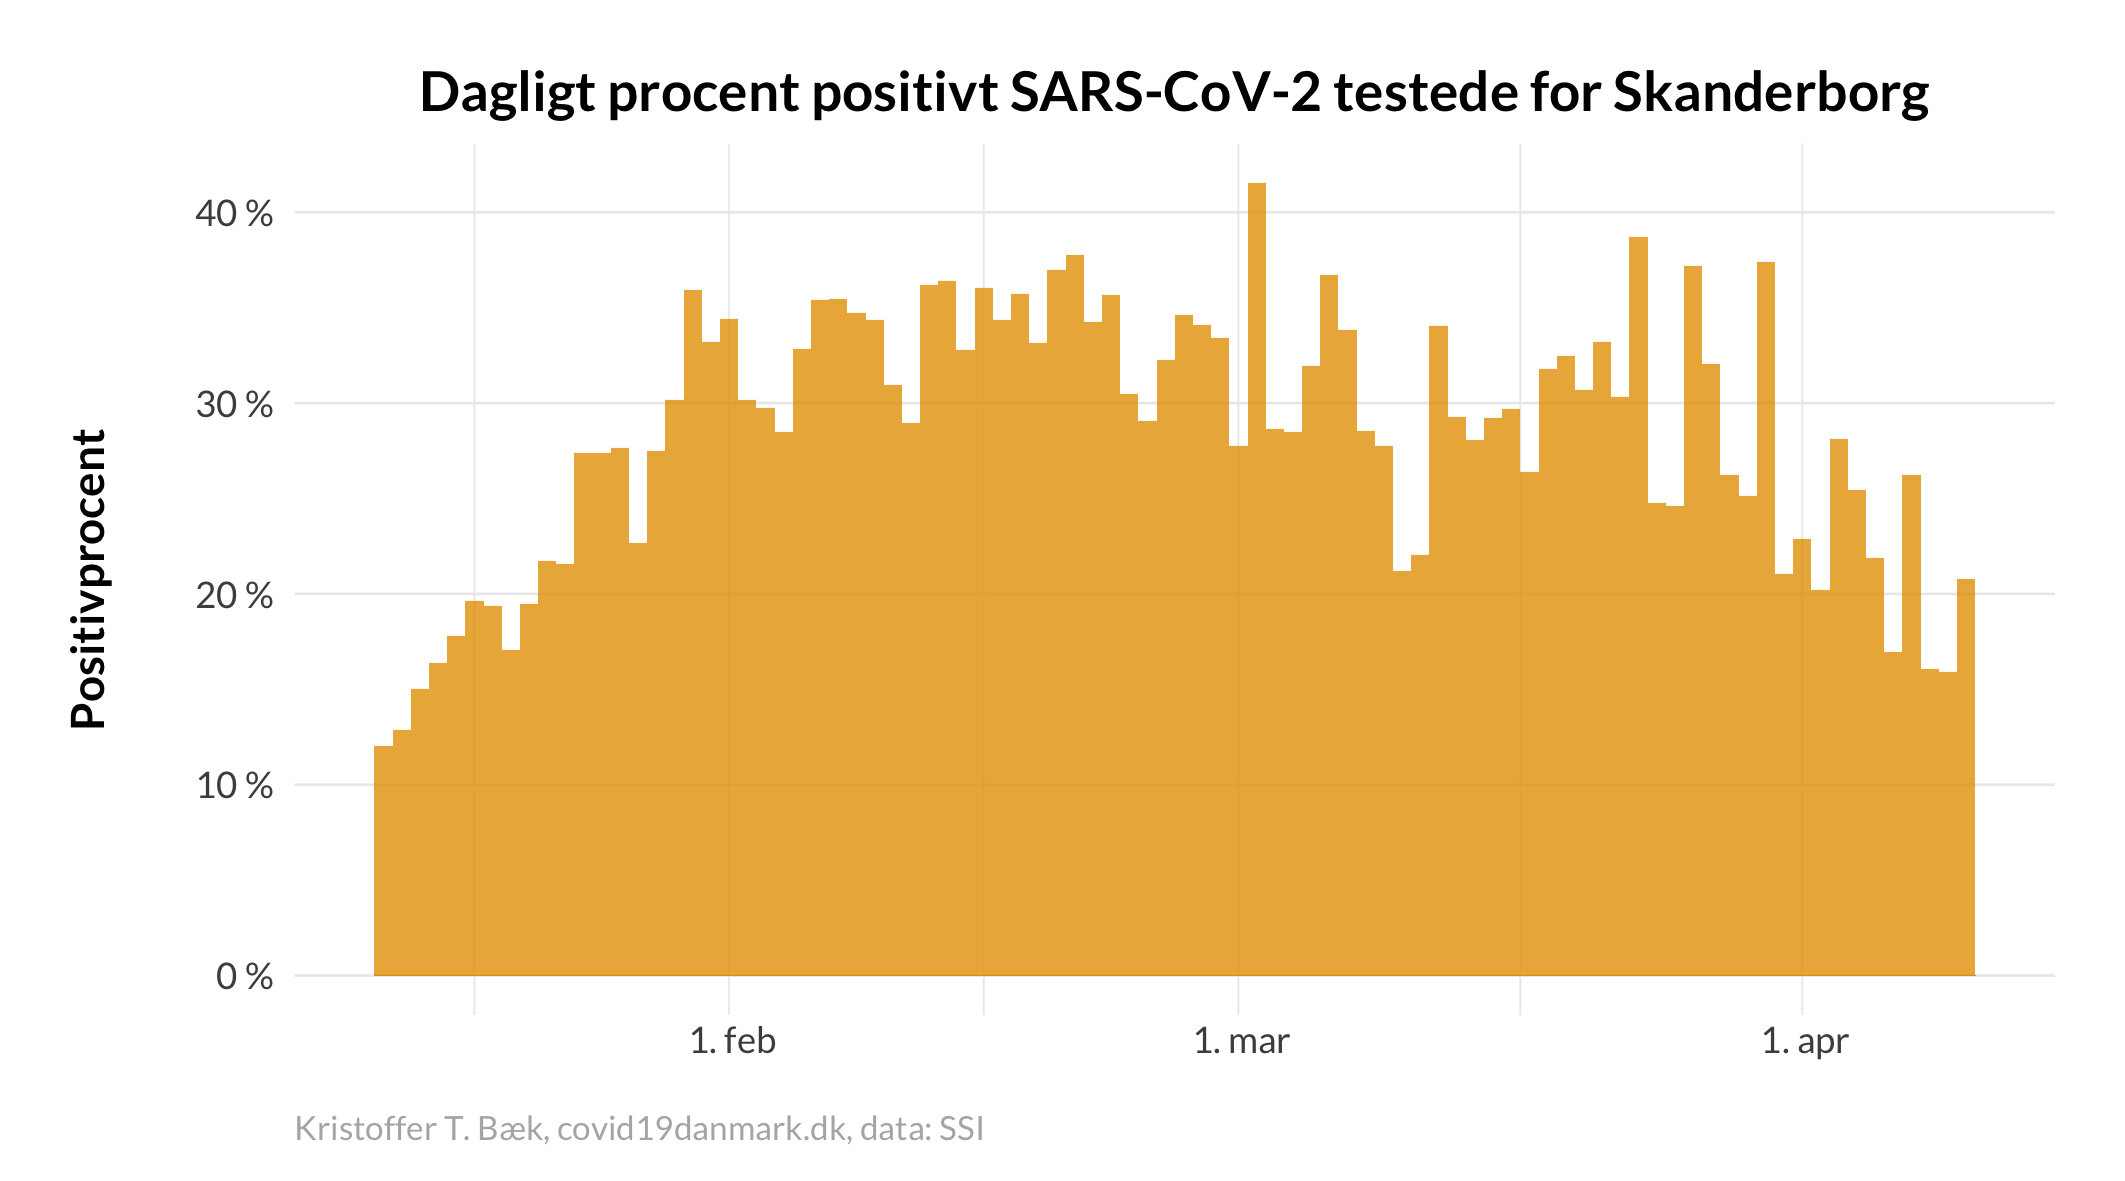 Dagligt procent positivt SARS-CoV-2 testede for Skanderborg
Positivprocent
40 %
30 %
20 %
10 %
0 %
1. feb
1. mar
1. apr
Kristoffer T. Bæk, covid19danmark.dk, data: SSI